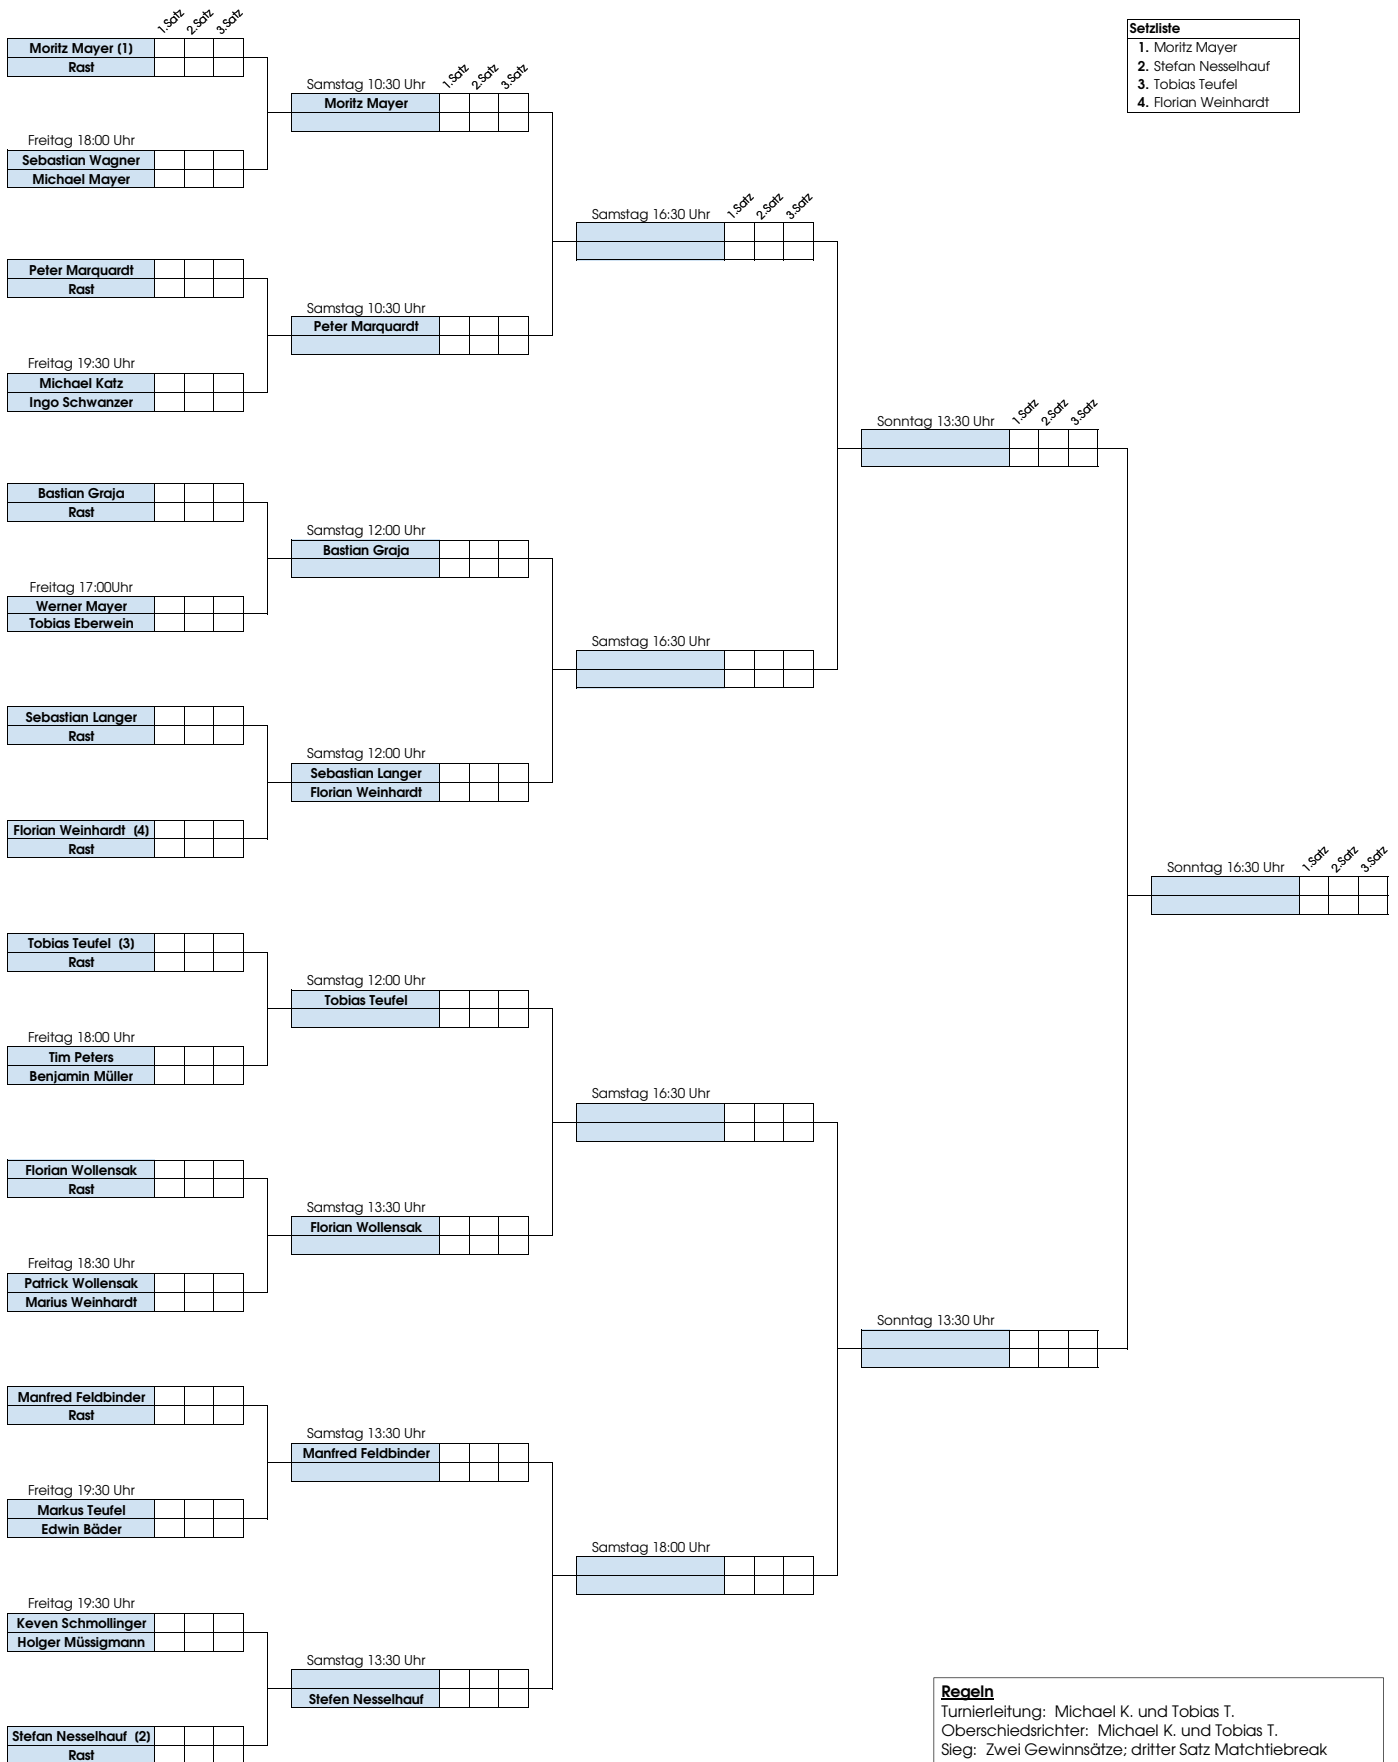 1.Satz 2.Satz 3.Satz
Moritz Mayer (1)
Rast
Freitag 18:00 Uhr
Sebastian Wagner
Michael Mayer
Peter Marquardt
Rast
Freitag 19:30 Uhr
Michael Katz
Ingo Schwanzer
Bastian Graja
Rast
Freitag 17:00Uhr
Werner Mayer
Tobias Eberwein
Sebastian Langer
Rast
Florian Weinhardt (4)
Rast
Tobias Teufel (3)
Rast
Freitag 18:00 Uhr
Tim Peters
Benjamin Müller
Florian Wollensak
Rast
Freitag 18:30 Uhr
Patrick Wollensak
Marius Weinhardt
Manfred Feldbinder
Rast
Freitag 19:30 Uhr
Markus Teufel
Edwin Bäder
Freitag 19:30 Uhr
Keven Schmollinger
Holger Müssigmann
Stefan Nesselhauf (2)
Rast
Samstag 10:30 Uhr
1.Satz 2.Satz 3.Satz
Moritz Mayer
Samstag 10:30 Uhr
Peter Marquardt
Samstag 12:00 Uhr
Bastian Graja
Samstag 12:00 Uhr
Sebastian Langer
Florian Weinhardt
Samstag 12:00 Uhr
Tobias Teufel
Samstag 13:30 Uhr
Florian Wollensak
Samstag 13:30 Uhr
Manfred Feldbinder
Samstag 13:30 Uhr
Stefen Nesselhauf
Samstag 16:30 Uhr
1.Satz 2.Satz 3.Satz
Samstag 16:30 Uhr
Samstag 16:30 Uhr
Samstag 18:00 Uhr
Sonntag 13:30 Uhr
1.Satz 2.Satz 3.Satz
Sonntag 13:30 Uhr
Sonntag 16:30 Uhr
1.Satz 2.Satz 3.Satz
Setzliste
1. Moritz Mayer
2. Stefan Nesselhauf
3. Tobias Teufel
4. Florian Weinhardt
Regeln
Turnierleitung: Michael K. und Tobias T.
Oberschiedsrichter: Michael K. und Tobias T.
Sieg: Zwei Gewinnsätze; dritter Satz Matchtiebreak